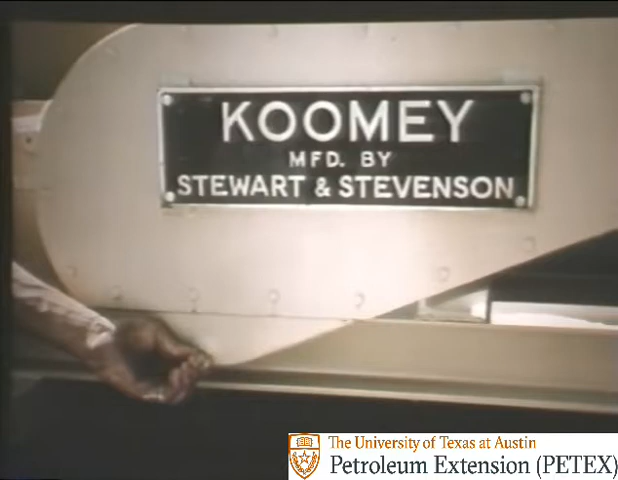 KOOMEY
MFD. BY
STEWART & STEVENSON
The University of Texas at Austin
Petroleum Extension (PETEX)